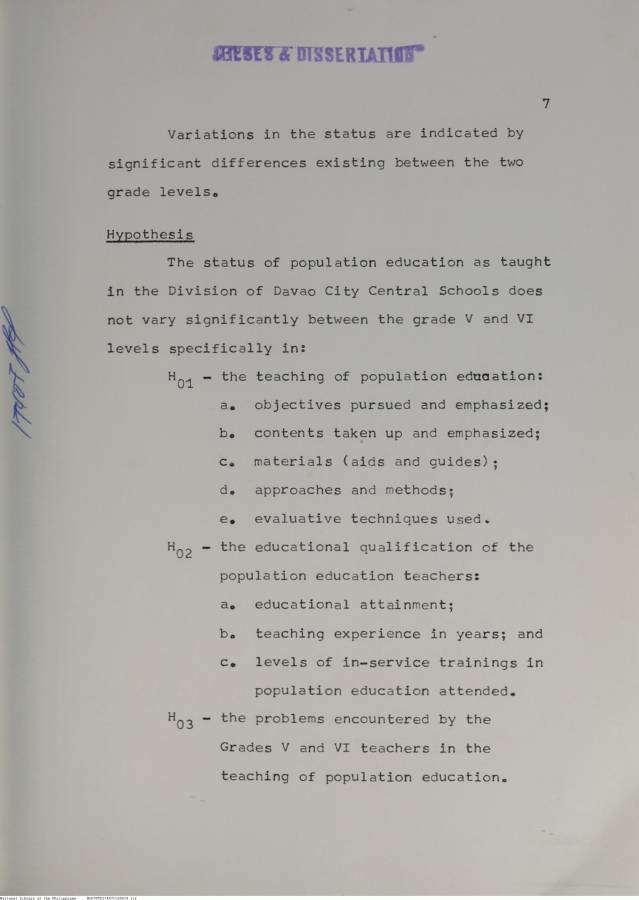 THESES & DISSERTATION
7
Variations in the status are indicated by
significant differences existing between the two
grade levels.
Hypothesis
The status of population education as taught
in the Division of Davao City Central Schools does
not vary significantly between the grade V and VI
levels specifically in:
H01 - the teaching of population education:
a. objectives pursued and emphasized;
b. contents taken up and emphasized;
c. materials (aids and guides);
d. approaches and methods;
e. evaluative techniques used.
H02 - the educational qualification of the
population education teachers:
a. educational attainment;
b. teaching experience in years; and
c. levels of in-service trainings in
population education attended.
H03 - the problems encountered by the
Grades V and VI teachers in the
teaching of population education.
National Library of the Philippines